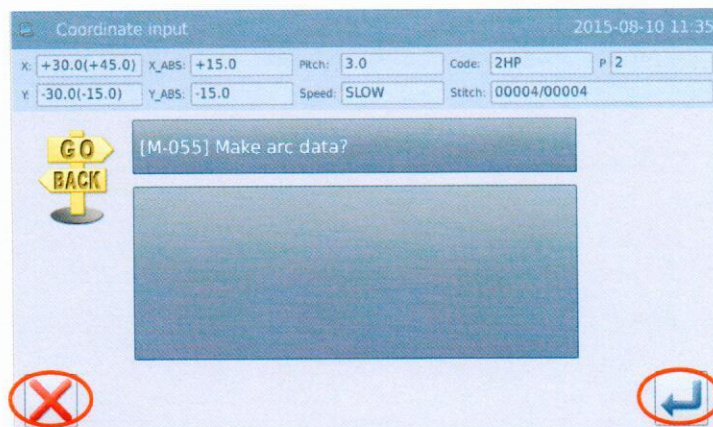 Coordinate input 2015-08-10 11:35
X: +30.0(+45.0) X_ABS: +15.0 Pitch: 3.0 Code: 2HP P 2
Y: -30.0(-15.0) Y_ABS: -15.0 Speed: SLOW Stitch: 00004/00004
GO
BACK
[M-055] Make arc data?